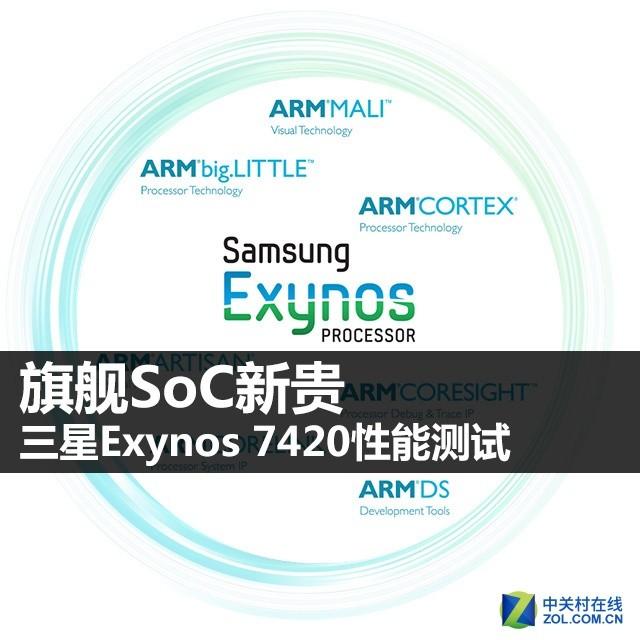 ARM®MALI™
Visual Technology
ARM®big.LITTLE™
Processor Technology
ARM®CORTEX®
Processor Technology
Samsung
Exynos
PROCESSOR
ARM®ARTISAN®
旗舰SoC新贵
ARM®CORESIGHT™
Processor Debug & Trace IP
三星Exynos 7420性能测试
Processor System IP
ARM®DS
Development Tools
中关村在线
ZOL.COM.CN